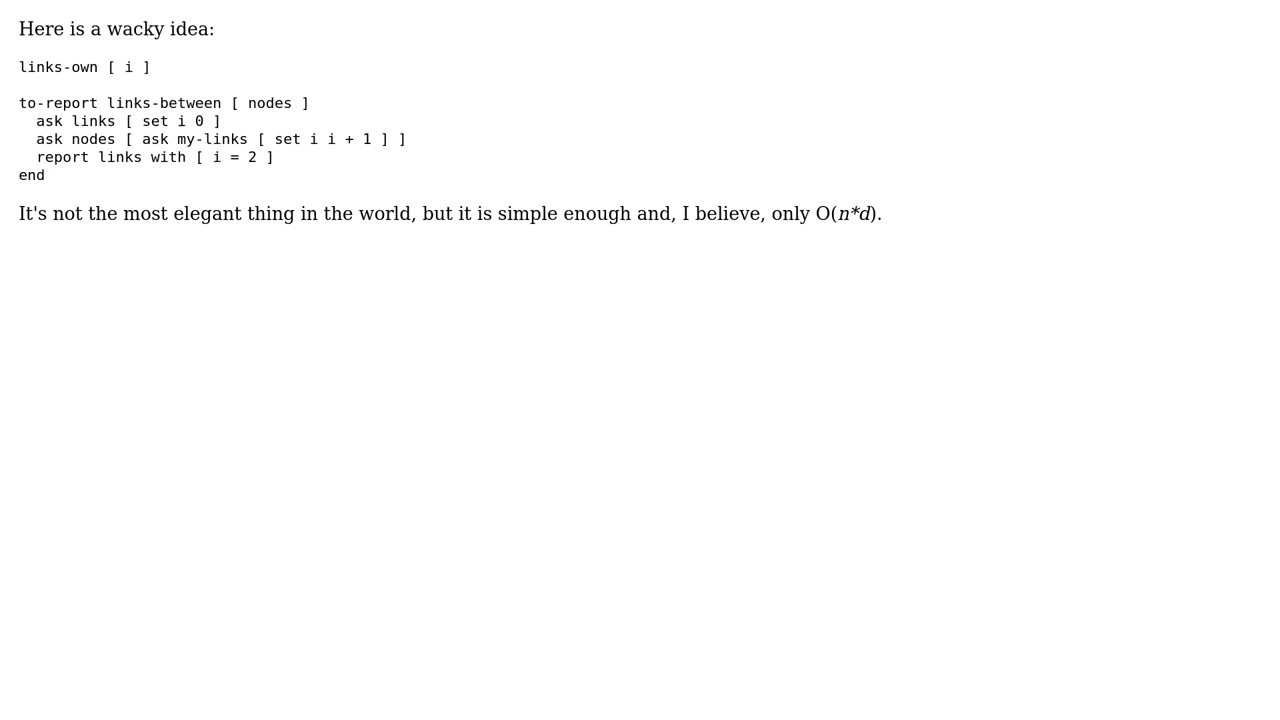 Here is a wacky idea:
links-own [ i ]
to-report links-between [ nodes ]
  ask links [ set i 0 ]
  ask nodes [ ask my-links [ set i i + 1 ] ]
  report links with [ i = 2 ]
end
It's not the most elegant thing in the world, but it is simple enough and, I believe, only O(n*d).